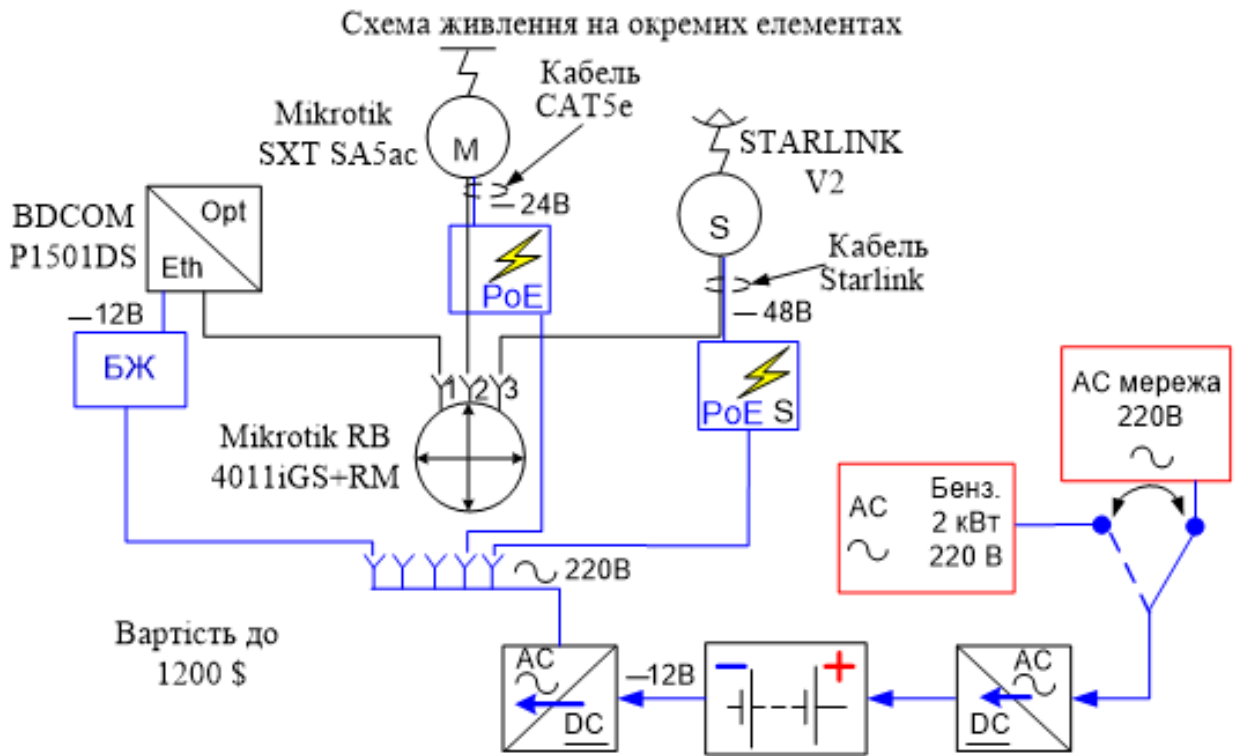 Схема живлення на окремих елементах
Mikrotik
SXT SA5ac
M
Кабель
CAT5e
STARLINK
V2
S
BDCOM
P1501DS
Opt
Eth
—24В
PoE
Кабель
Starlink
—12В
БЖ
—48В
PoE S
1 2 3
Mikrotik RB
4011iGS+RM
АС мережа
220В
AC
Бенз.
2 кВт
220 В
220В
Вартість до
1200 $
AC
DC
—12В
–
+
AC
DC